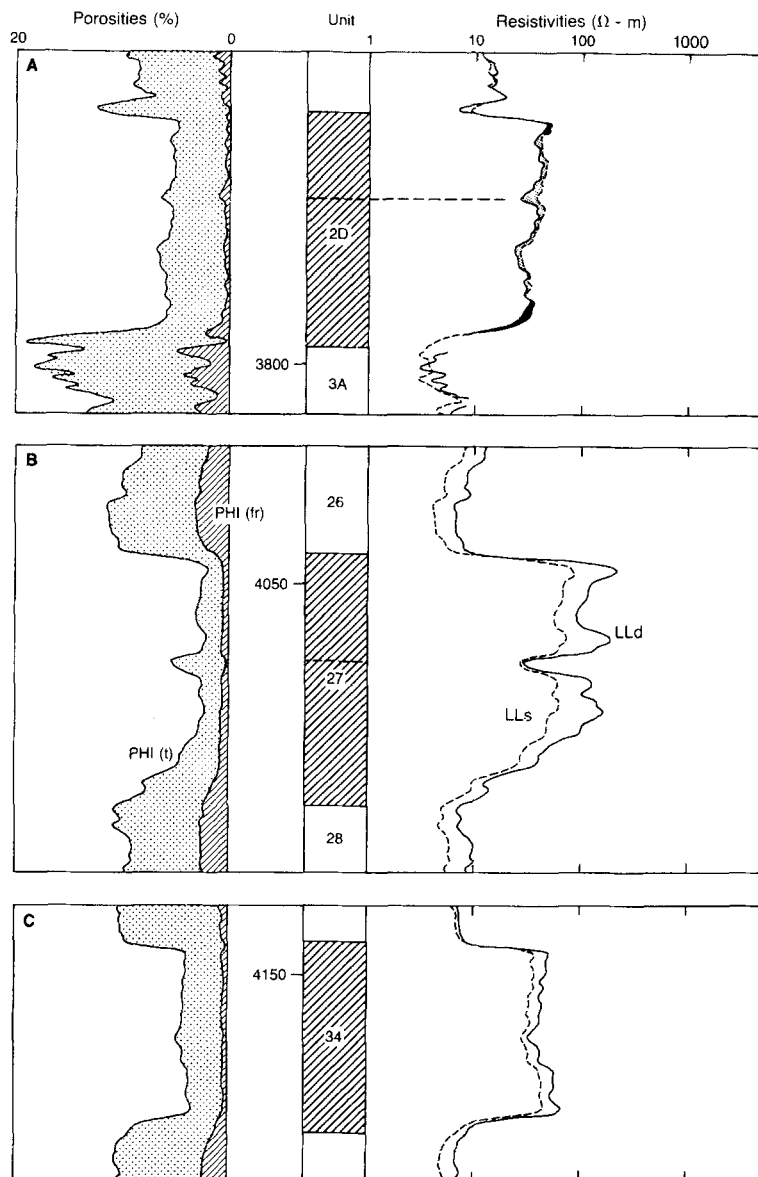 Porosities (%) Unit Resistivities (Ω - m)
20 0 1 10 100 1000
A
2D
3800
3A
B
26
PHI (fr)
4050
LLd
27
LLs
PHI (t)
28
C
4150
34